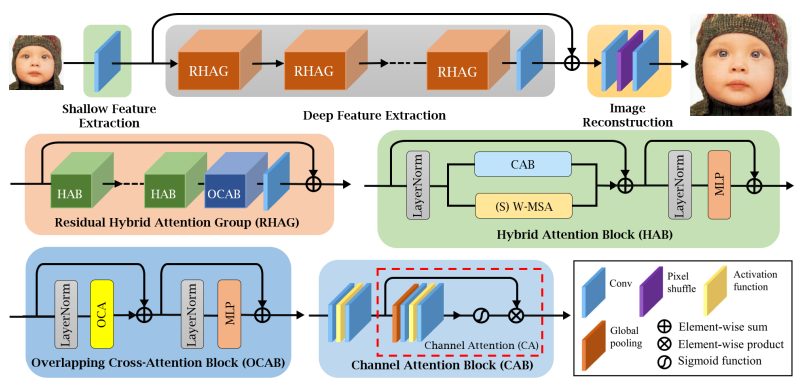 RHAG
RHAG
RHAG
Shallow Feature
Extraction
Deep Feature Extraction
Image
Reconstruction
HAB
HAB
OCAB
Residual Hybrid Attention Group (RHAG)
LayerNorm
CAB
(S) W-MSA
LayerNorm
MLP
Hybrid Attention Block (HAB)
LayerNorm
OCA
LayerNorm
MLP
Overlapping Cross-Attention Block (OCAB)
Channel Attention (CA)
Channel Attention Block (CAB)
Conv
Pixel
shuffle
Activation
function
Global
pooling
Element-wise sum
Element-wise product
Sigmoid function